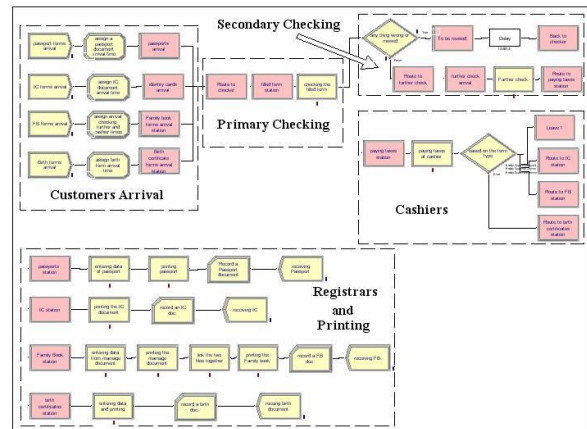 Secondary Checking
passport forms arrival
assign a passport document arrival time
passports arrival
IC forms arrival
assign IC document arrival time
identity cards arrival
FB forms arrival
assign arrival checking further and cashier times
Family book forms arrival station
Birth forms arrival
assign birth form arrival time
Birth certificate forms arrival station
Customers Arrival
Route to checker
filled form station
checking the filled form
Primary Checking
any thing wrong or missed
To be revised
Delay
Back to checker
Route to further check
further check arrival
Further check
Route to paying taxes station
paying taxes station
paying taxes at cashier
based on the form type
Leave 1
Route to IC station
Route to FB station
Route to birth certificates station
Cashiers
passports station
entering data of passport
printing passport
Record a Passport document
receiving Passport
Registrars and Printing
IC station
printing the IC document
record an IC doc.
receiving IC
Family Book station
entering data from marriage document
printing the marriage document
link the two files together
printing the Family book
record a FB doc.
receiving FB
birth certificates station
entering data and printing
record a birth doc.
receiving birth document